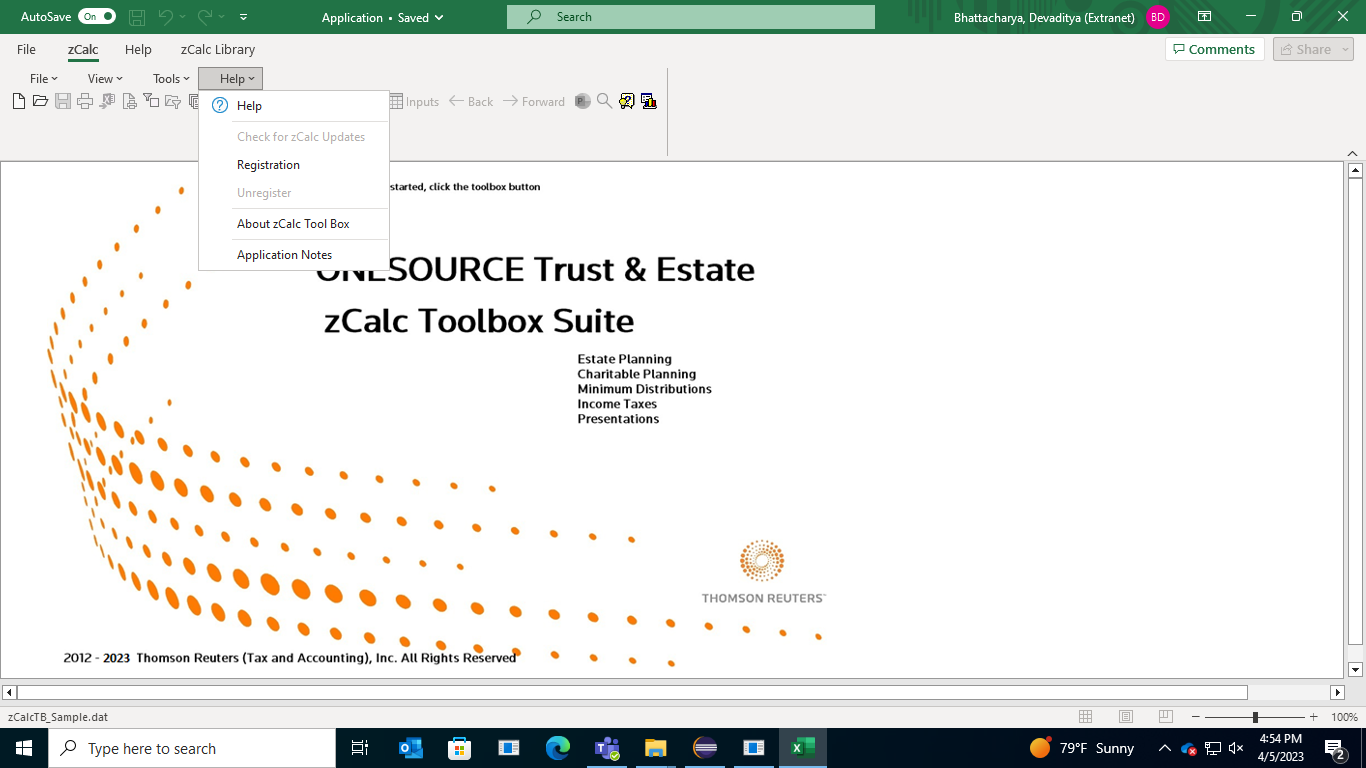 AutoSave On Application • Saved Search Bhattacharya, Devaditya (Extranet) BD
File zCalc Help zCalc Library Comments Share
File View Tools Help
Inputs Back Forward
Help
Check for zCalc Updates
Registration
Unregister
About zCalc Tool Box
Application Notes
started, click the toolbox button
ONESOURCE Trust & Estate
zCalc Toolbox Suite
Estate Planning
Charitable Planning
Minimum Distributions
Income Taxes
Presentations
THOMSON REUTERS™
2012 - 2023 Thomson Reuters (Tax and Accounting), Inc. All Rights Reserved
zCalcTB_Sample.dat 100%
Type here to search 79°F Sunny 4:54 PM
4/5/2023 2